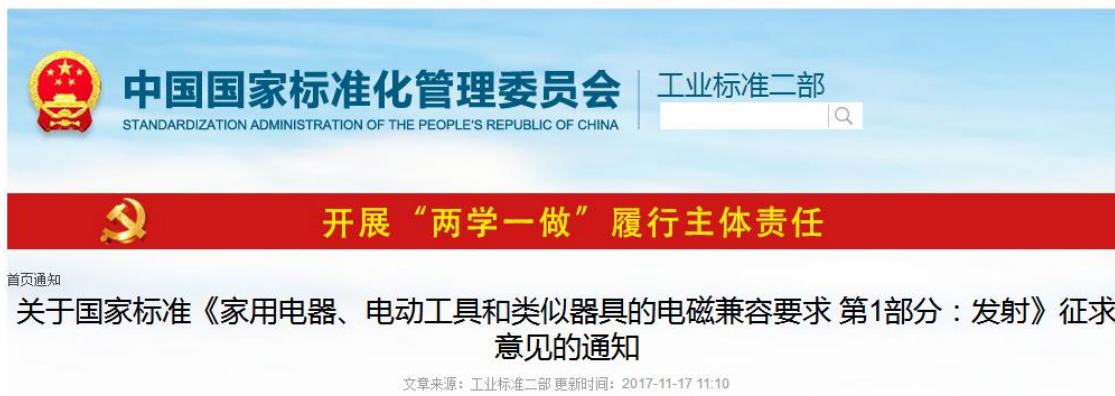 中国国家标准化管理委员会
STANDARDIZATION ADMINISTRATION OF THE PEOPLE'S REPUBLIC OF CHINA
工业标准二部
开展“两学一做”履行主体责任
首页通知
关于国家标准《家用电器、电动工具和类似器具的电磁兼容要求 第1部分：发射》征求
意见的通知
文章来源：工业标准二部 更新时间：2017-11-17 11:10